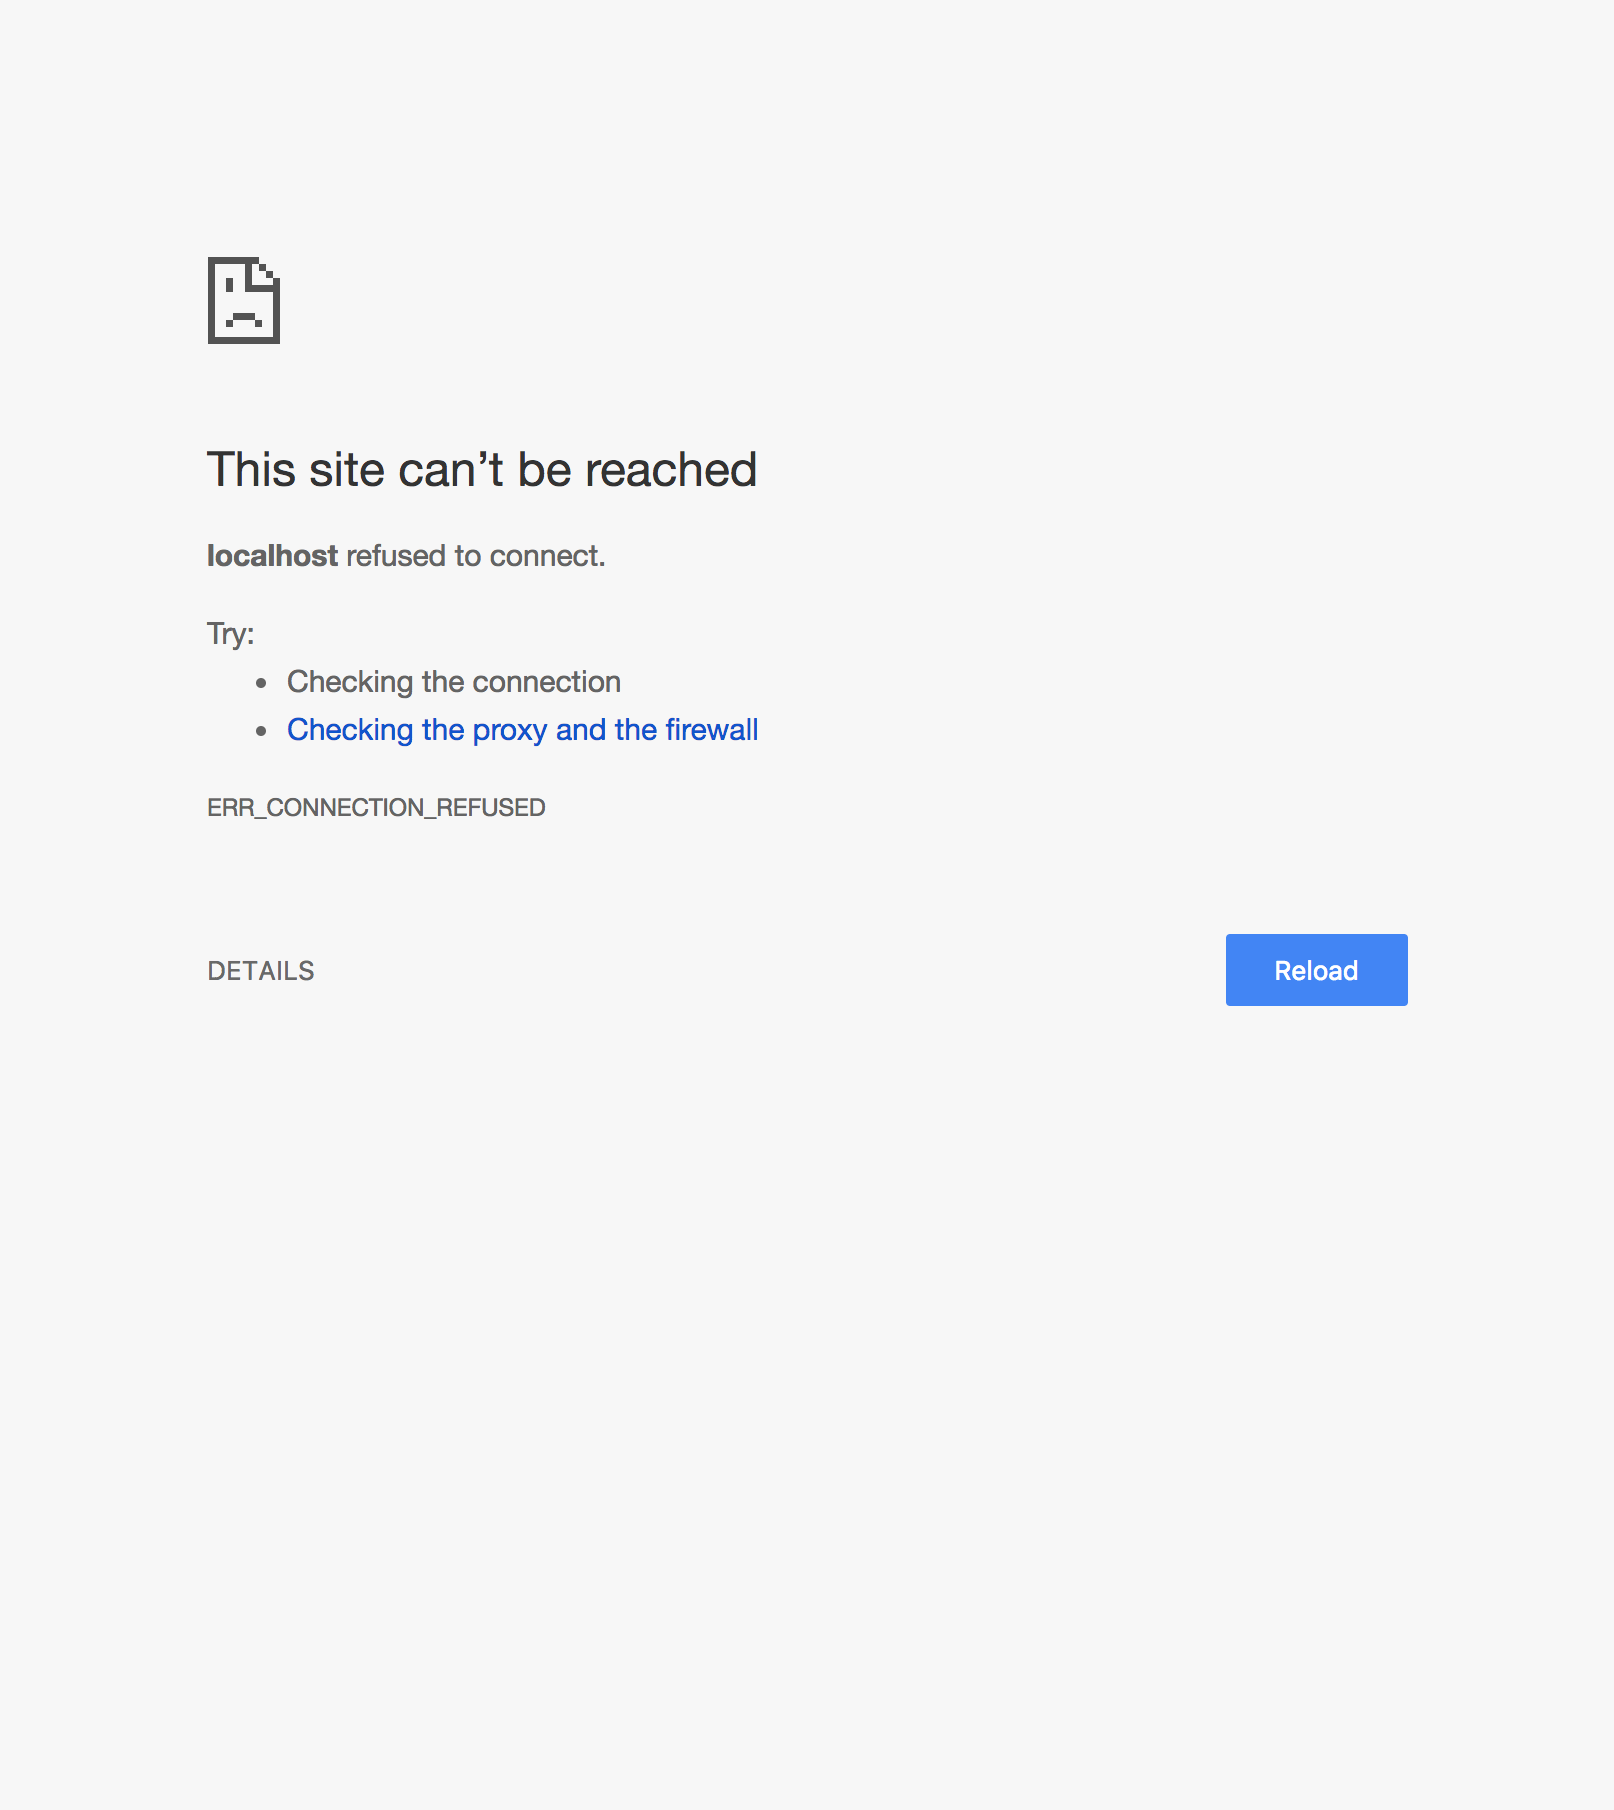 This site can’t be reached
localhost refused to connect.
Try:
• Checking the connection
• Checking the proxy and the firewall
ERR_CONNECTION_REFUSED
DETAILS
Reload